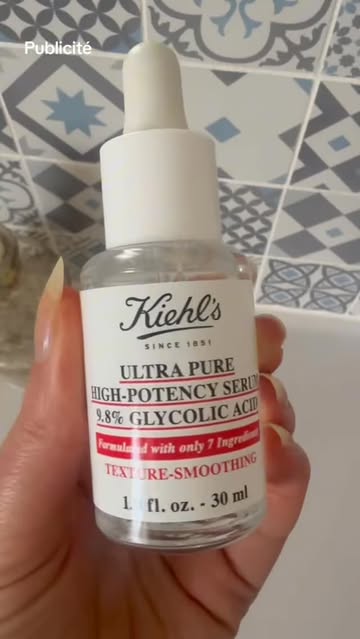 Publicité
Kiehl's
SINCE 1851
ULTRA PURE
HIGH-POTENCY SERUM
9.8% GLYCOLIC ACID
Formulated with only 7 Ingredients
TEXTURE-SMOOTHING
fl. oz. - 30 ml